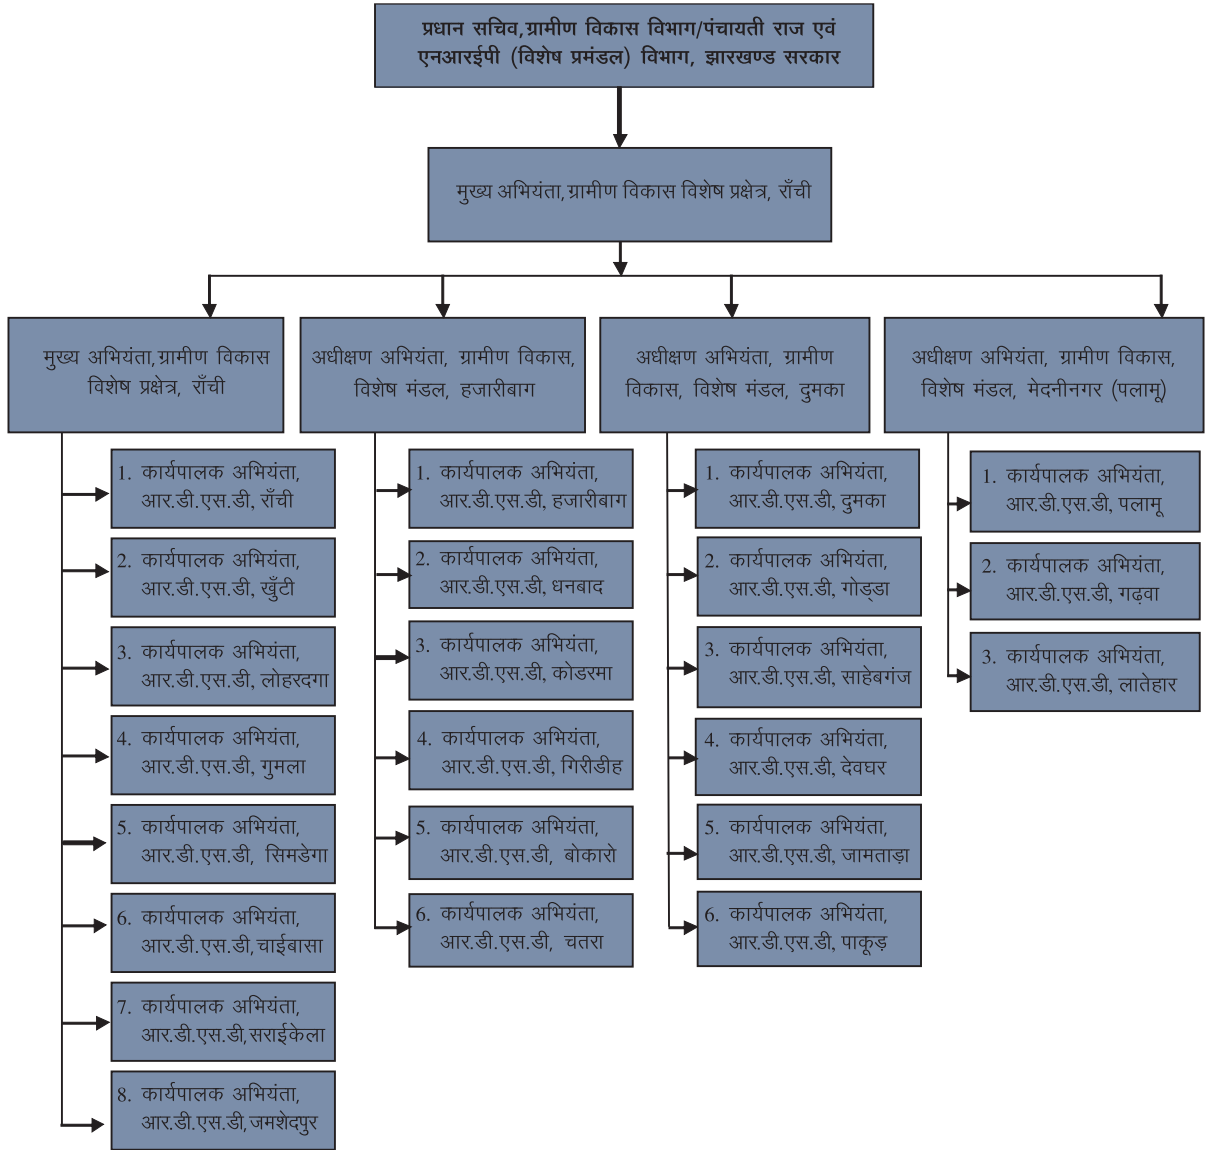 प्रधान सचिव,ग्रामीण विकास विभाग/पंचायती राज एवं
एनआरईपी (विशेष प्रमंडल) विभाग, झारखण्ड सरकार
मुख्य अभियंता,ग्रामीण विकास विशेष प्रक्षेत्र, राँची
मुख्य अभियंता,ग्रामीण विकास
विशेष प्रक्षेत्र, राँची
1. कार्यपालक अभियंता,
आर.डी.एस.डी, राँची
2. कार्यपालक अभियंता,
आर.डी.एस.डी, खुँटी
3. कार्यपालक अभियंता,
आर.डी.एस.डी, लोहरदगा
4. कार्यपालक अभियंता,
आर.डी.एस.डी, गुमला
5. कार्यपालक अभियंता,
आर.डी.एस.डी, सिमडेगा
6. कार्यपालक अभियंता,
आर.डी.एस.डी,चाईबासा
7. कार्यपालक अभियंता,
आर.डी.एस.डी,सराईकेला
8. कार्यपालक अभियंता,
आर.डी.एस.डी,जमशेदपुर
अधीक्षण अभियंता, ग्रामीण विकास,
विशेष मंडल, हजारीबाग
1. कार्यपालक अभियंता,
आर.डी.एस.डी, हजारीबाग
2. कार्यपालक अभियंता,
आर.डी.एस.डी, धनबाद
3. कार्यपालक अभियंता,
आर.डी.एस.डी, कोडरमा
4. कार्यपालक अभियंता,
आर.डी.एस.डी, गिरीडीह
5. कार्यपालक अभियंता,
आर.डी.एस.डी, बोकारो
6. कार्यपालक अभियंता,
आर.डी.एस.डी, चतरा
अधीक्षण अभियंता, ग्रामीण
विकास, विशेष मंडल, दुमका
1. कार्यपालक अभियंता,
आर.डी.एस.डी, दुमका
2. कार्यपालक अभियंता,
आर.डी.एस.डी, गोड्डा
3. कार्यपालक अभियंता,
आर.डी.एस.डी, साहेबगंज
4. कार्यपालक अभियंता,
आर.डी.एस.डी, देवघर
5. कार्यपालक अभियंता,
आर.डी.एस.डी, जामताड़ा
6. कार्यपालक अभियंता,
आर.डी.एस.डी, पाकूड़
अधीक्षण अभियंता, ग्रामीण विकास,
विशेष मंडल, मेदनीनगर (पलामू)
1. कार्यपालक अभियंता,
आर.डी.एस.डी, पलामू
2. कार्यपालक अभियंता,
आर.डी.एस.डी, गढ़वा
3. कार्यपालक अभियंता,
आर.डी.एस.डी, लातेहार